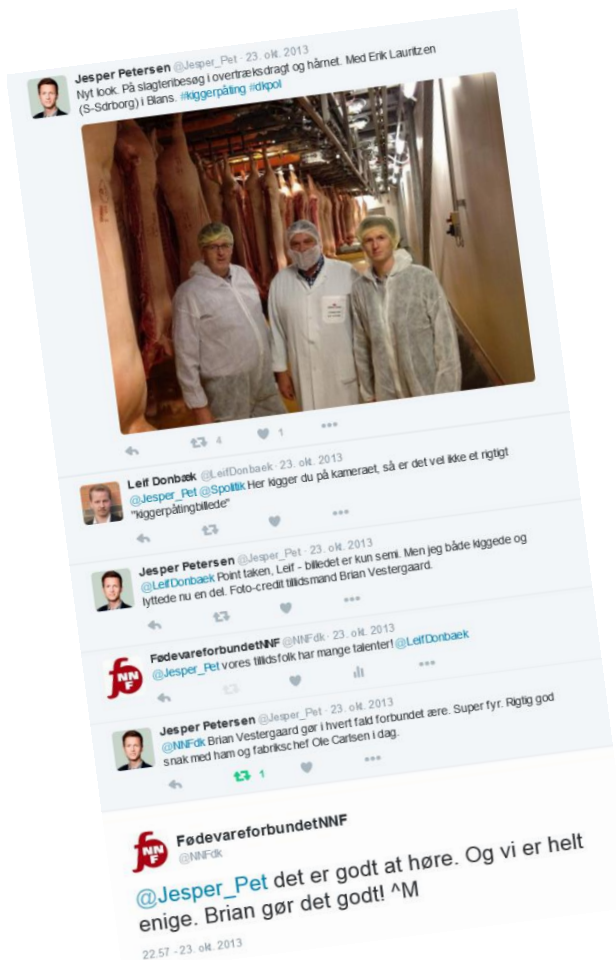 Jesper Petersen @Jesper_Pet · 23. okt. 2013
Nyt look. På slagteribesøg i overtræksdragt og hårnet. Med Erik Lauritzen
(S-Sdrborg) i Blans. #kiggerpåting #dkpol
4 1
Leif Donbæk @LeifDonbaek · 23. okt. 2013
@Jesper_Pet @Spolitik Her kigger du på kameraet, så er det vel ikke et rigtigt
"kiggerpåtingbillede"
Jesper Petersen @Jesper_Pet · 23. okt. 2013
@LeifDonbaek Point taken, Leif - billedet er kun semi. Men jeg både kiggede og
lyttede nu en del. Foto-credit tillidsmand Brian Vestergaard.
FødevareforbundetNNF @NNFdk · 23. okt. 2013
@Jesper_Pet vores tillidsfolk har mange talenter! @LeifDonbaek
Jesper Petersen @Jesper_Pet · 23. okt. 2013
@NNFdk Brian Vestergaard gør i hvert fald forbundet ære. Super fyr. Rigtig god
snak med ham og fabrikschef Ole Carlsen i dag.
1
FødevareforbundetNNF
@NNFdk
@Jesper_Pet det er godt at høre. Og vi er helt
enige. Brian gør det godt! ^M
22.57 - 23. okt. 2013